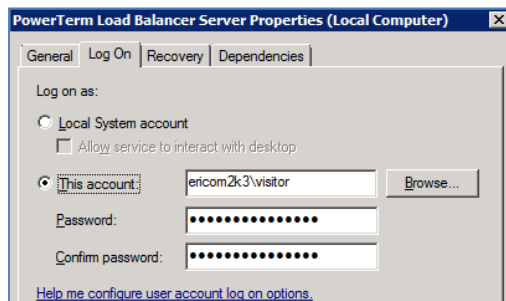 PowerTerm Load Balancer Server Properties (Local Computer)
General Log On Recovery Dependencies
Log on as:
Local System account
Allow service to interact with desktop
This account: ericom2k3\visitor Browse...
Password: •••••••••••••••
Confirm password: •••••••••••••••
Help me configure user account log on options.